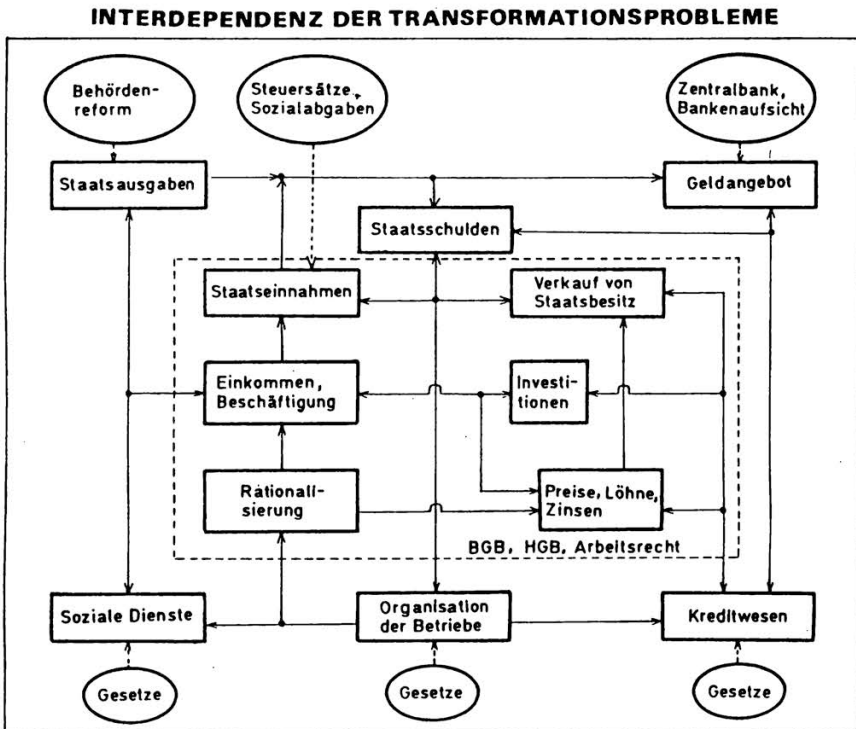 INTERDEPENDENZ DER TRANSFORMATIONSPROBLEME
Behörden-
reform
Steuersätze,
Sozialabgaben
Zentralbank,
Bankenaufsicht
Staatsausgaben
Geldangebot
Staatsschulden
Staatseinnahmen
Verkauf von
Staatsbesitz
Einkommen,
Beschäftigung
Investi-
tionen
Rationali-
sierung
Preise, Löhne,
Zinsen
BGB, HGB, Arbeitsrecht
Soziale Dienste
Organisation
der Betriebe
Kreditwesen
Gesetze
Gesetze
Gesetze